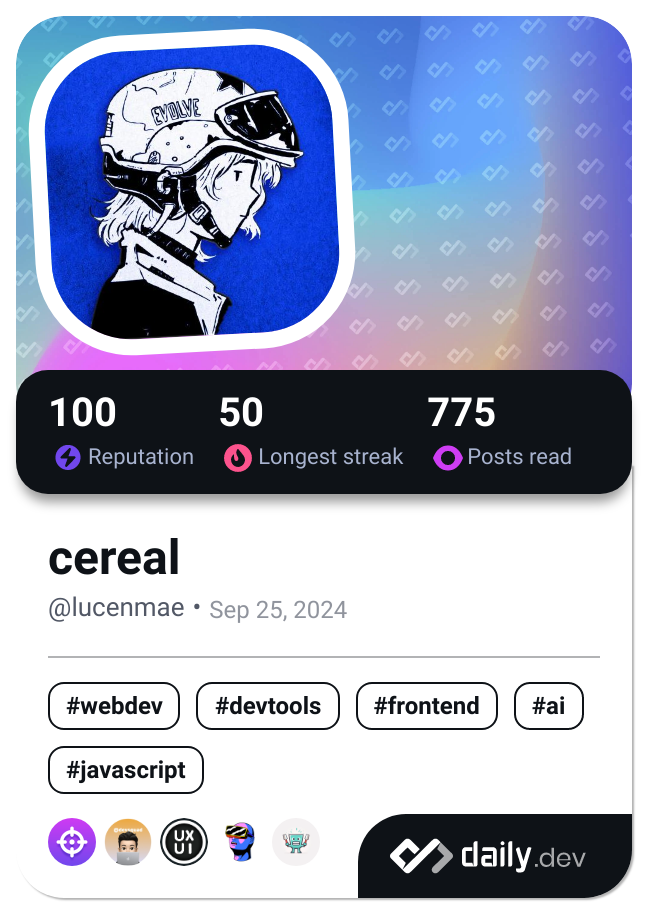 EVOLVE
100 50 775
Reputation Longest streak Posts read
cereal
@lucenmae • Sep 25, 2024
#webdev #devtools #frontend #ai
#javascript
UX
UI
daily.dev